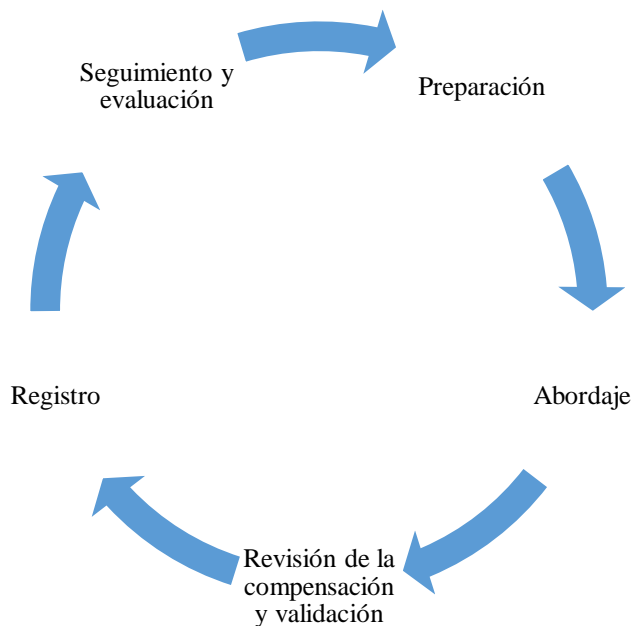 Seguimiento y
evaluación
Preparación
Abordaje
Revisión de la
compensación
y validación
Registro